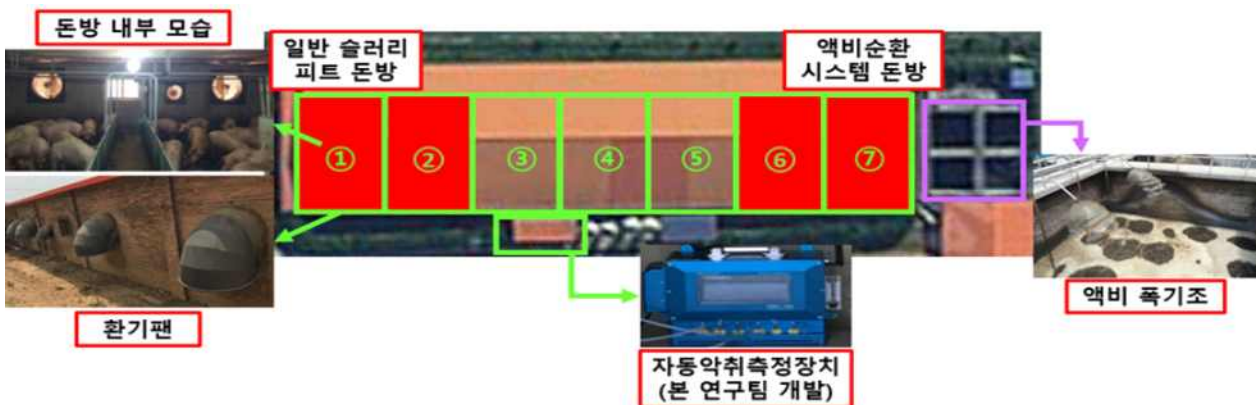 돈방 내부 모습
일반 슬러리
피트 돈방
액비순환
시스템 돈방
①
②
③
④
⑤
⑥
⑦
환기팬
자동악취측정장치
(본 연구팀 개발)
액비 폭기조